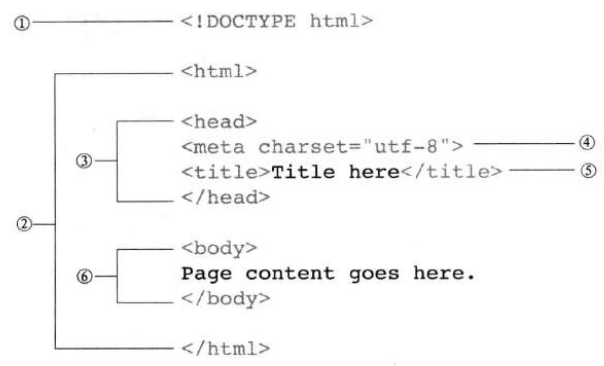 ① <!DOCTYPE html>
<html>
<head>
<meta charset="utf-8"> ④
③
<title>Title here</title> ⑤
</head>
②
<body>
⑥ Page content goes here.
</body>
</html>